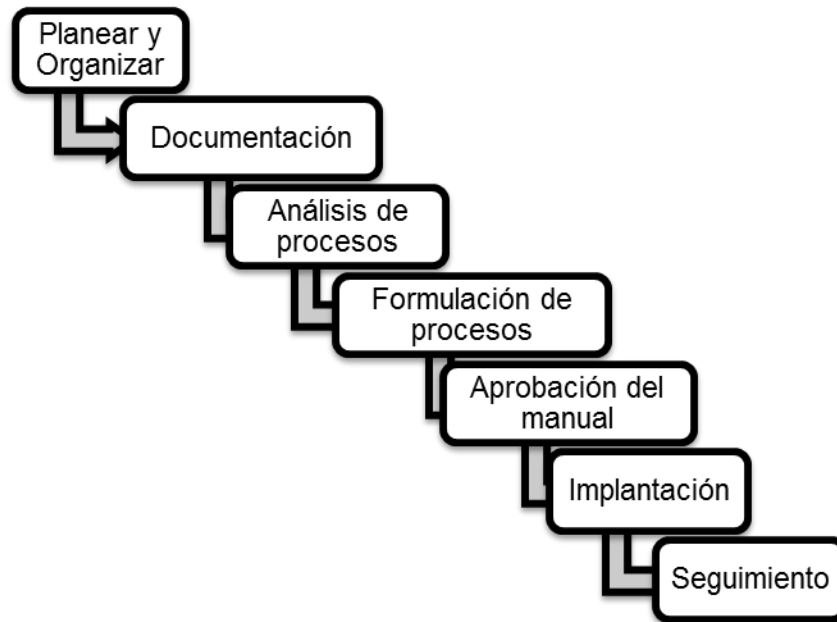 Planear y
Organizar
Documentación
Análisis de
procesos
Formulación de
procesos
Aprobación del
manual
Implantación
Seguimiento